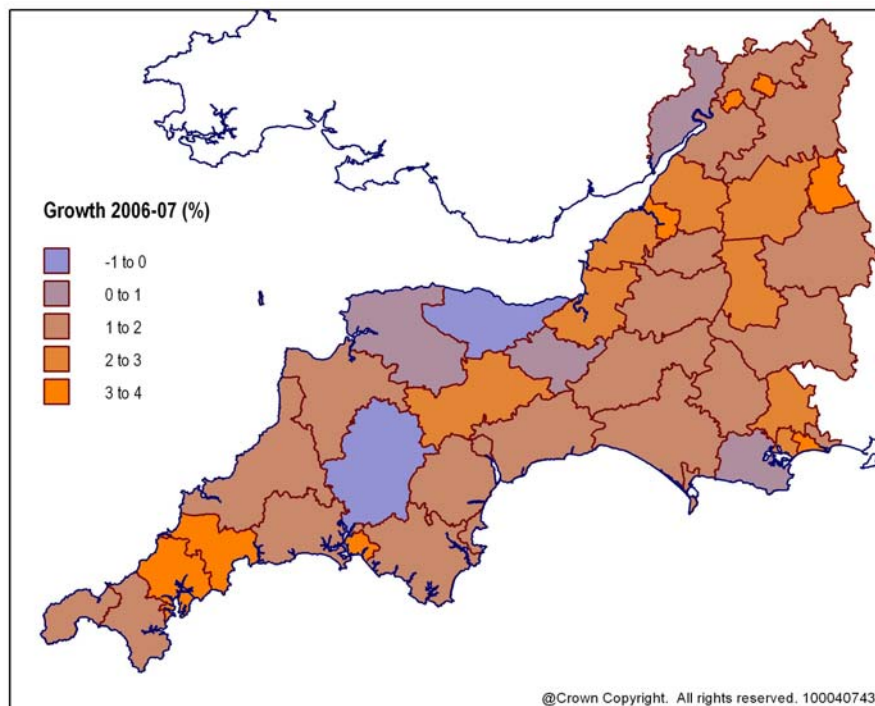 Growth 2006-07 (%)
-1 to 0
0 to 1
1 to 2
2 to 3
3 to 4
@Crown Copyright. All rights reserved. 100040743